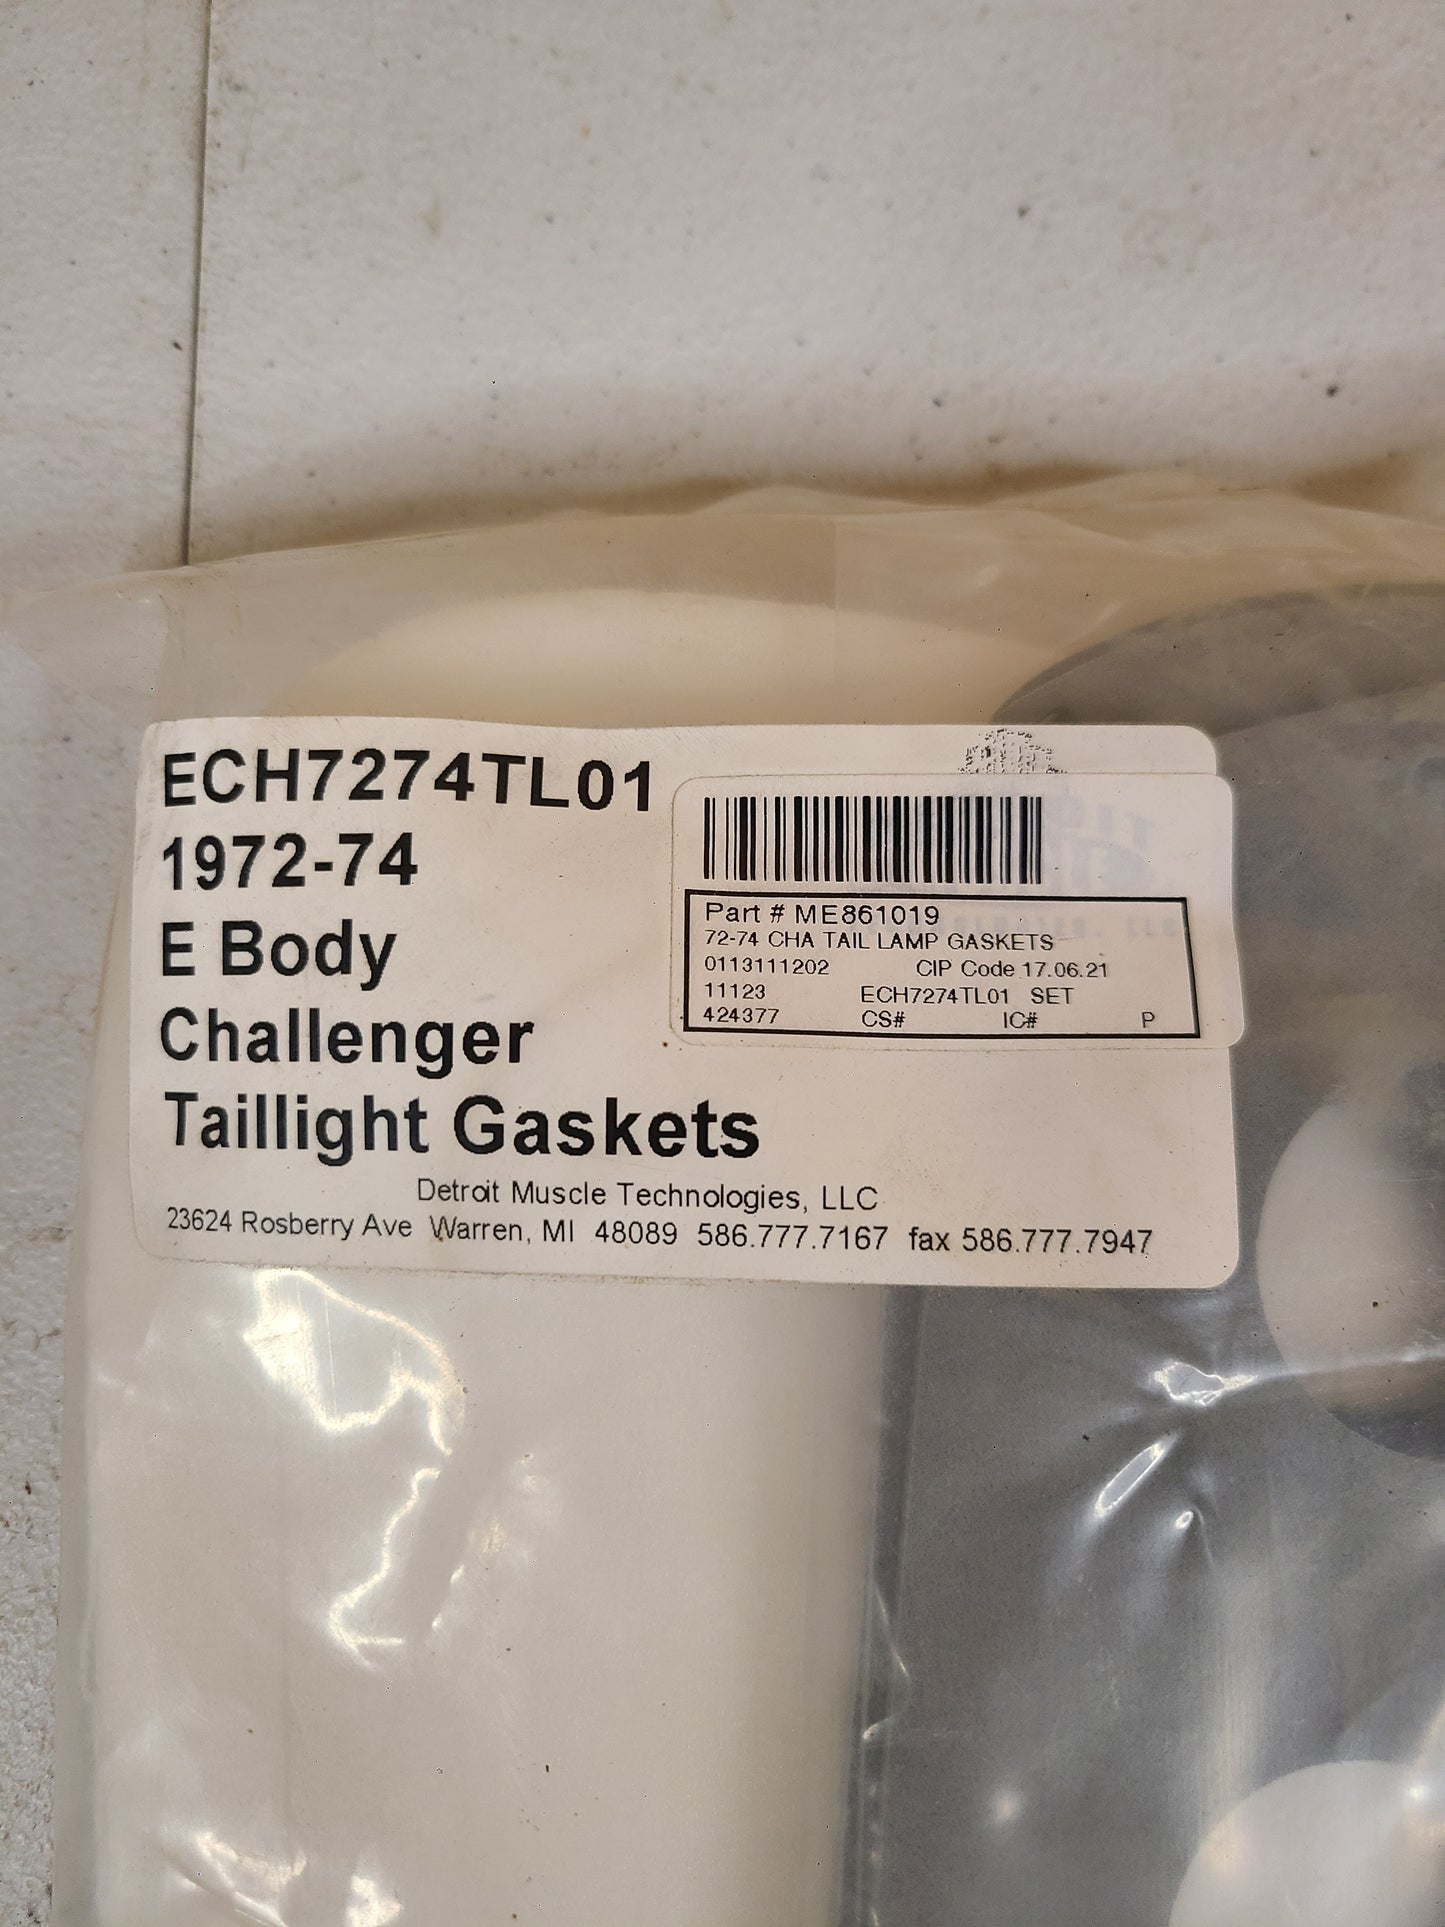 ECH7274TL01
1972-74
E Body
Challenger
Taillight Gaskets
Detroit Muscle Technologies, LLC
23624 Rosberry Ave Warren, MI 48089 586.777.7167 fax 586.777.7947
Part # ME861019
72-74 CHA TAIL LAMP GASKETS
0113111202 CIP Code 17.06.21
11123 ECH7274TL01 SET
424377 CS# IC# P